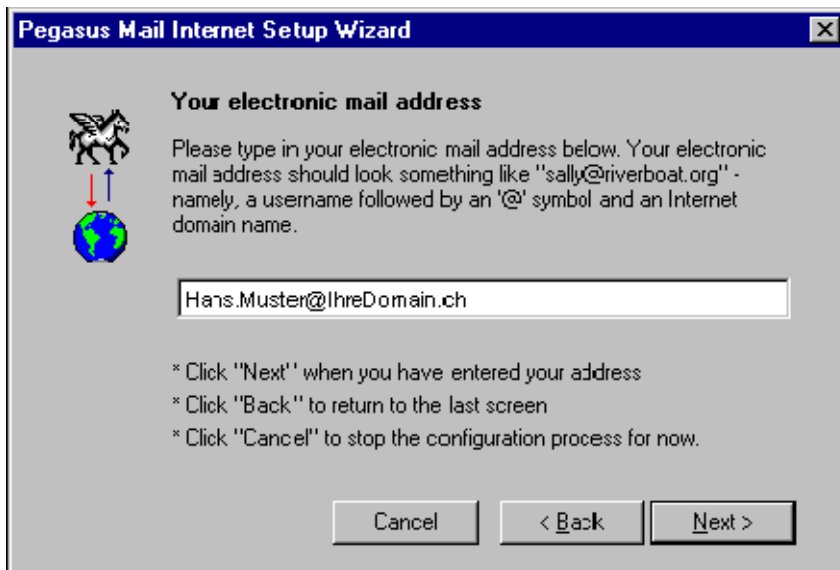 Pegasus Mail Internet Setup Wizard
Your electronic mail address
Please type in your electronic mail address below. Your electronic
mail address should look something like "sally@riverboat.org" -
namely, a username followed by an '@' symbol and an Internet
domain name.
Hans.Muster@IhreDomain.ch
* Click "Next" when you have entered your address
* Click "Back" to return to the last screen
* Click "Cancel" to stop the configuration process for now.
Cancel < Back Next >